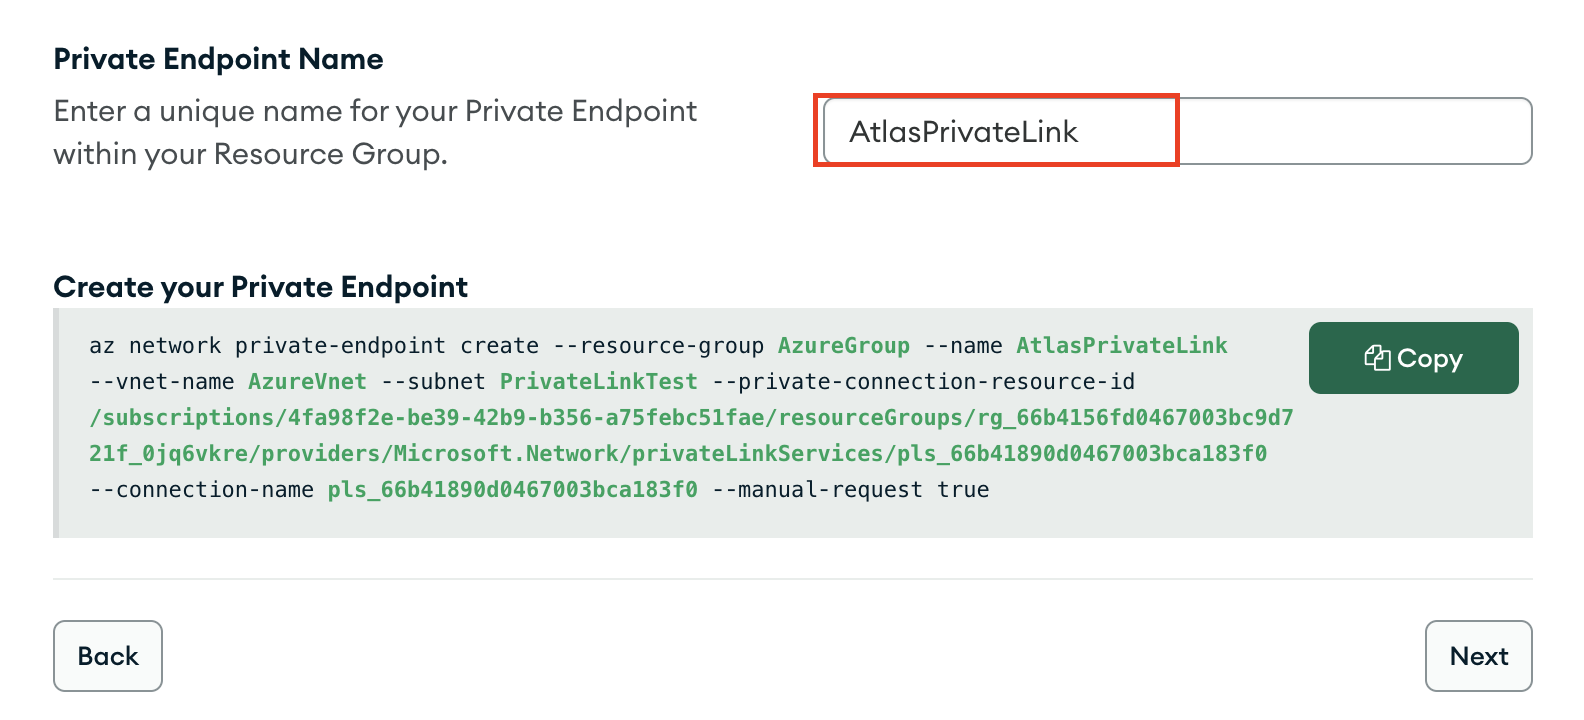 Private Endpoint Name
Enter a unique name for your Private Endpoint
within your Resource Group.
AtlasPrivateLink
Create your Private Endpoint
az network private-endpoint create --resource-group AzureGroup --name AtlasPrivateLink
--vnet-name AzureVnet --subnet PrivateLinkTest --private-connection-resource-id
/subscriptions/4fa98f2e-be39-42b9-b356-a75febc51fae/resourceGroups/rg_66b4156fd0467003bc9d7
21f_0jq6vkre/providers/Microsoft.Network/privateLinkServices/pls_66b41890d0467003bca183f0
--connection-name pls_66b41890d0467003bca183f0 --manual-request true
Copy
Back
Next